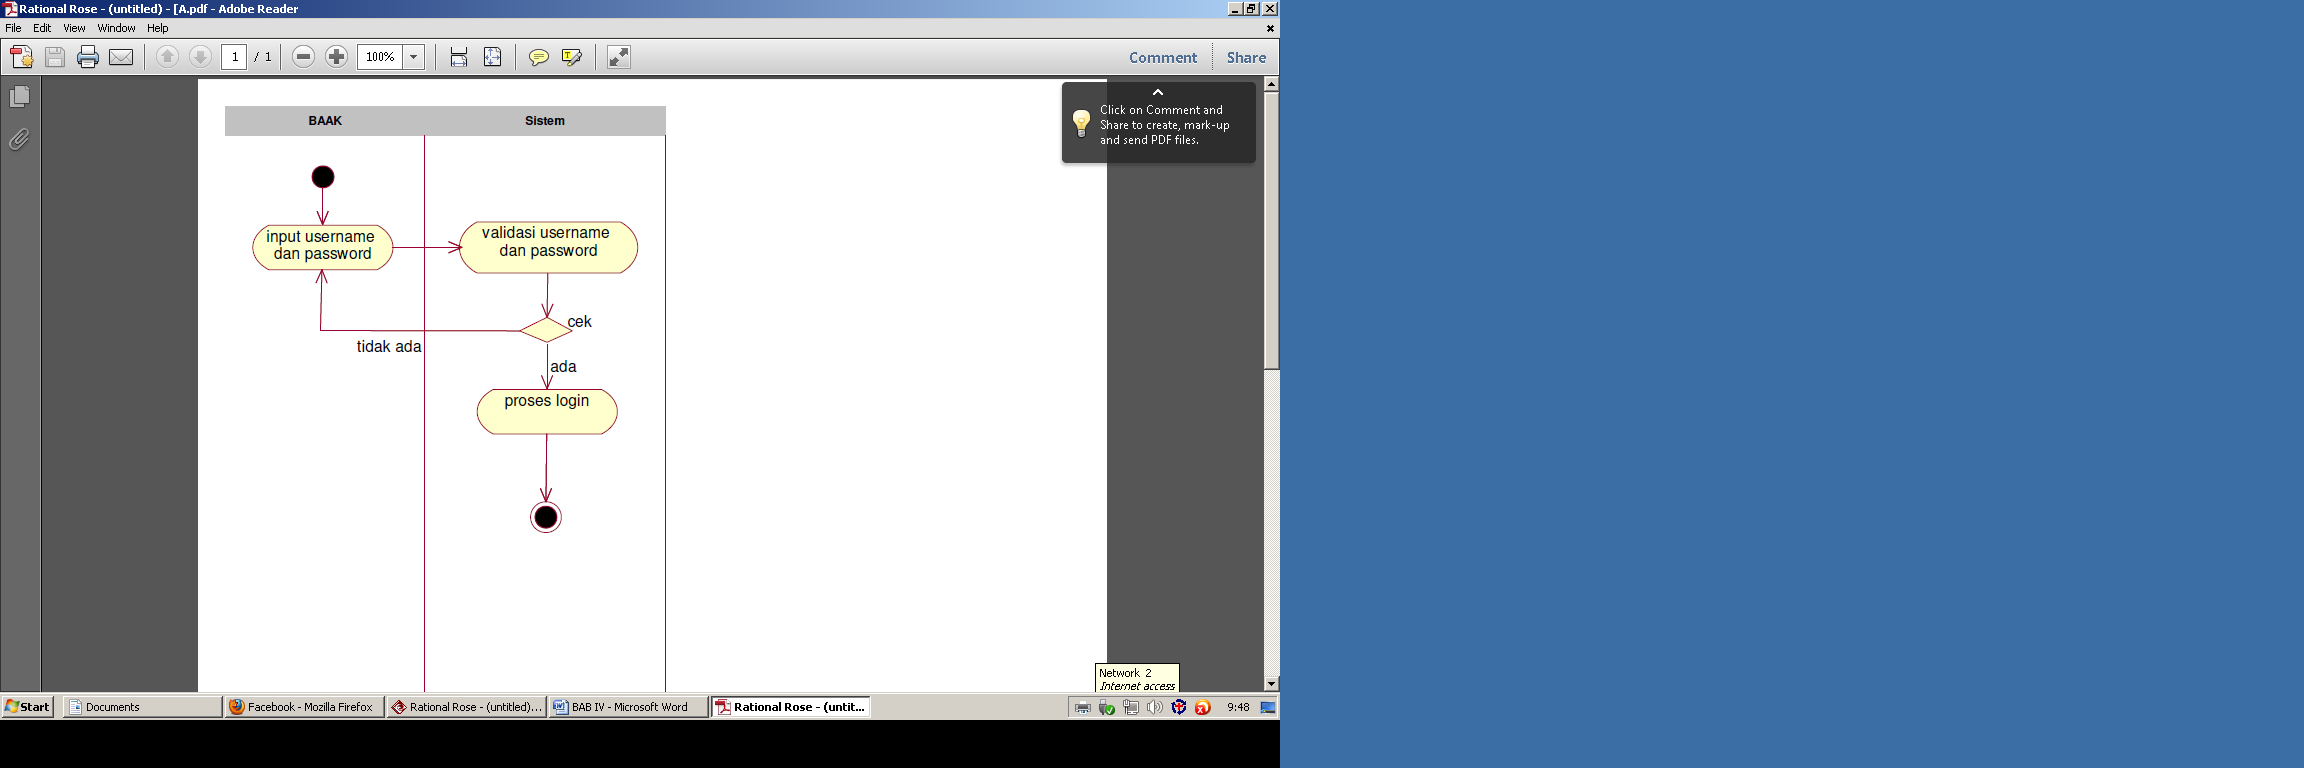 Rational Rose - (untitled) - [A.pdf - Adobe Reader
File Edit View Window Help
1 / 1 100% Comment Share
Click on Comment and
Share to create, mark-up
and send PDF files.
BAAK Sistem
input username
dan password
validasi username
dan password
cek
tidak ada
ada
proses login
Network 2
Internet access
Start Documents Facebook - Mozilla Firefox Rational Rose - (untitled)... BAB IV - Microsoft Word Rational Rose - (untit... 9:48